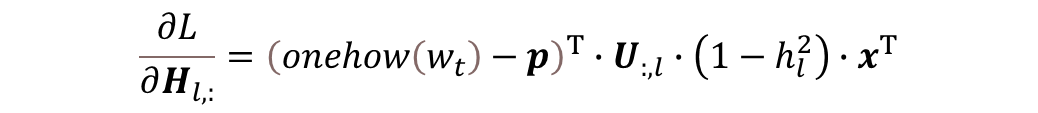 ∂L/∂H_{l,:} = (onehow(w_t) − p)^T · U_{:,l} · (1 − h_l^2) · x^T